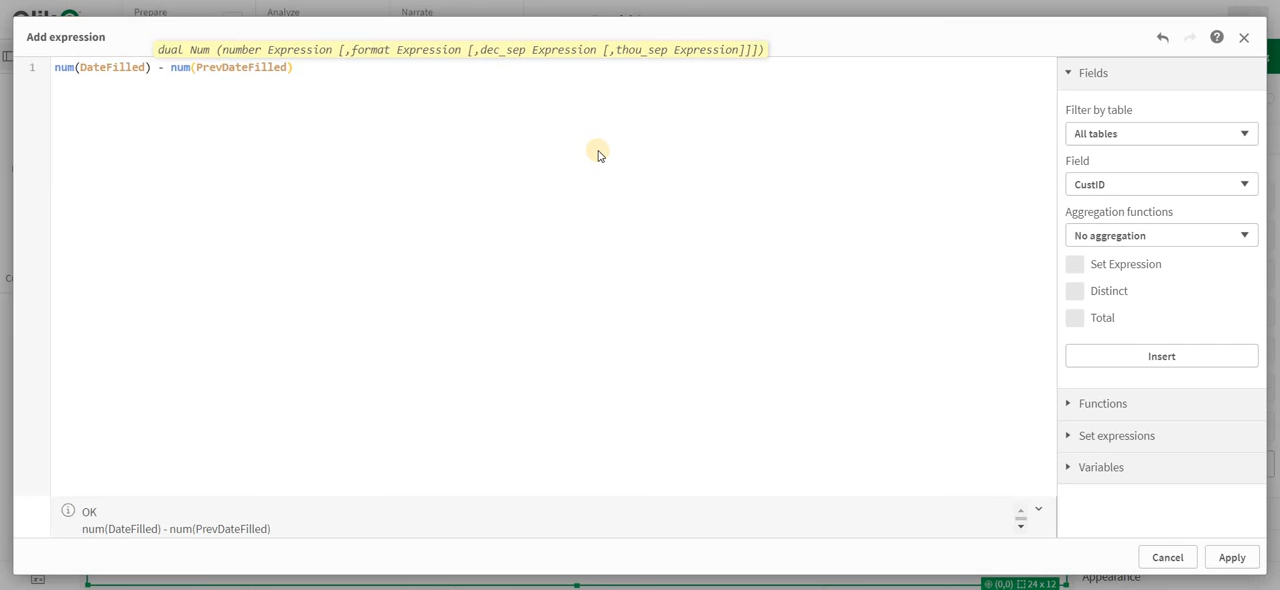 Prepare
Analyze
Narrate
Add expression
dual Num (number Expression [,format Expression [,dec_sep Expression [,thou_sep Expression]]])
1
num(DateFilled) - num(PrevDateFilled)
Fields
Filter by table
All tables
Field
CustID
Aggregation functions
No aggregation
Set Expression
Distinct
Total
Insert
Functions
Set expressions
Variables
OK
num(DateFilled) - num(PrevDateFilled)
Cancel
Apply
(0,0) 24 x 12
Appearance